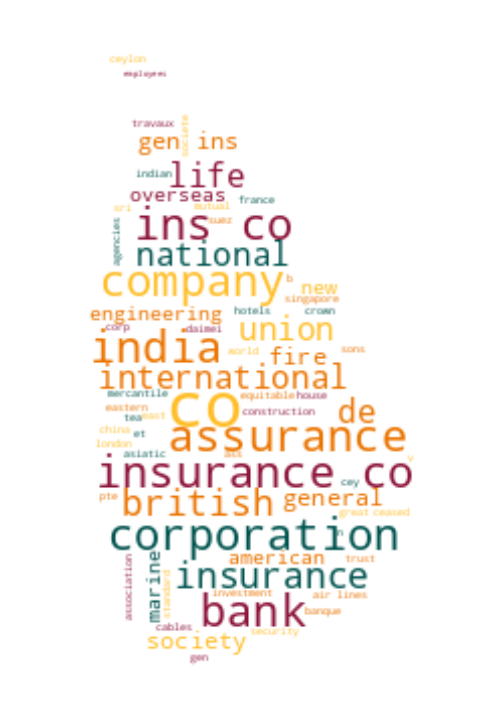 ceylon
employees
travaux
societe
gen ins
indian
life
overseas
france
sri
mutual
ins co
suez
agencies
national
company
b
new
singapore
engineering
hotels
crown
corp
daimei
union
india
world
fire
sons
international
mercantile
equitable
house
co
eastern
construction
de
tea
east
china
et
assurance
london
asiatic
ass
v
insurance co
cey
pte
british
general
great
ceased
corporation
n
american
trust
association
marine
standard
insurance
investment
air lines
bank
banque
cables
security
society
gen